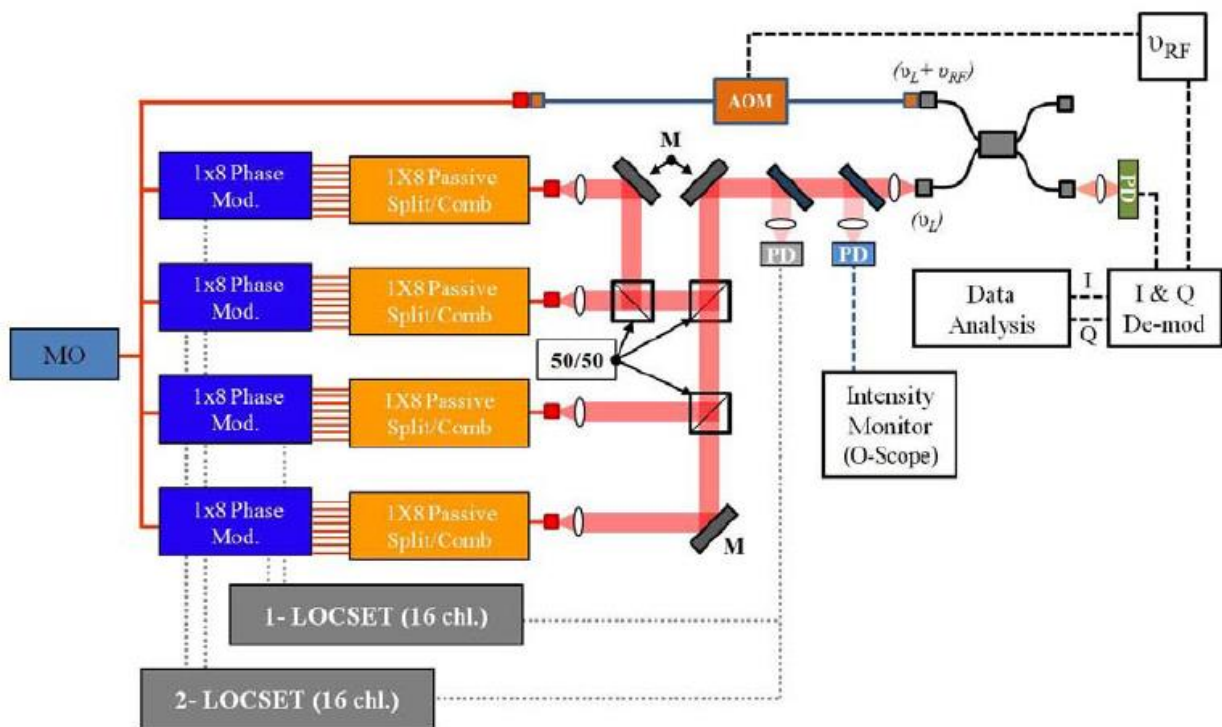 υRF
(υL + υRF)
AOM
M
1x8 Phase
Mod.
1X8 Passive
Split/Comb
(υL)
PD
PD
PD
1x8 Phase
Mod.
1X8 Passive
Split/Comb
Data
Analysis
I
Q
I & Q
De-mod
MO
50/50
1x8 Phase
Mod.
1X8 Passive
Split/Comb
Intensity
Monitor
(O-Scope)
1x8 Phase
Mod.
1X8 Passive
Split/Comb
M
1- LOCSET (16 chl.)
2- LOCSET (16 chl.)